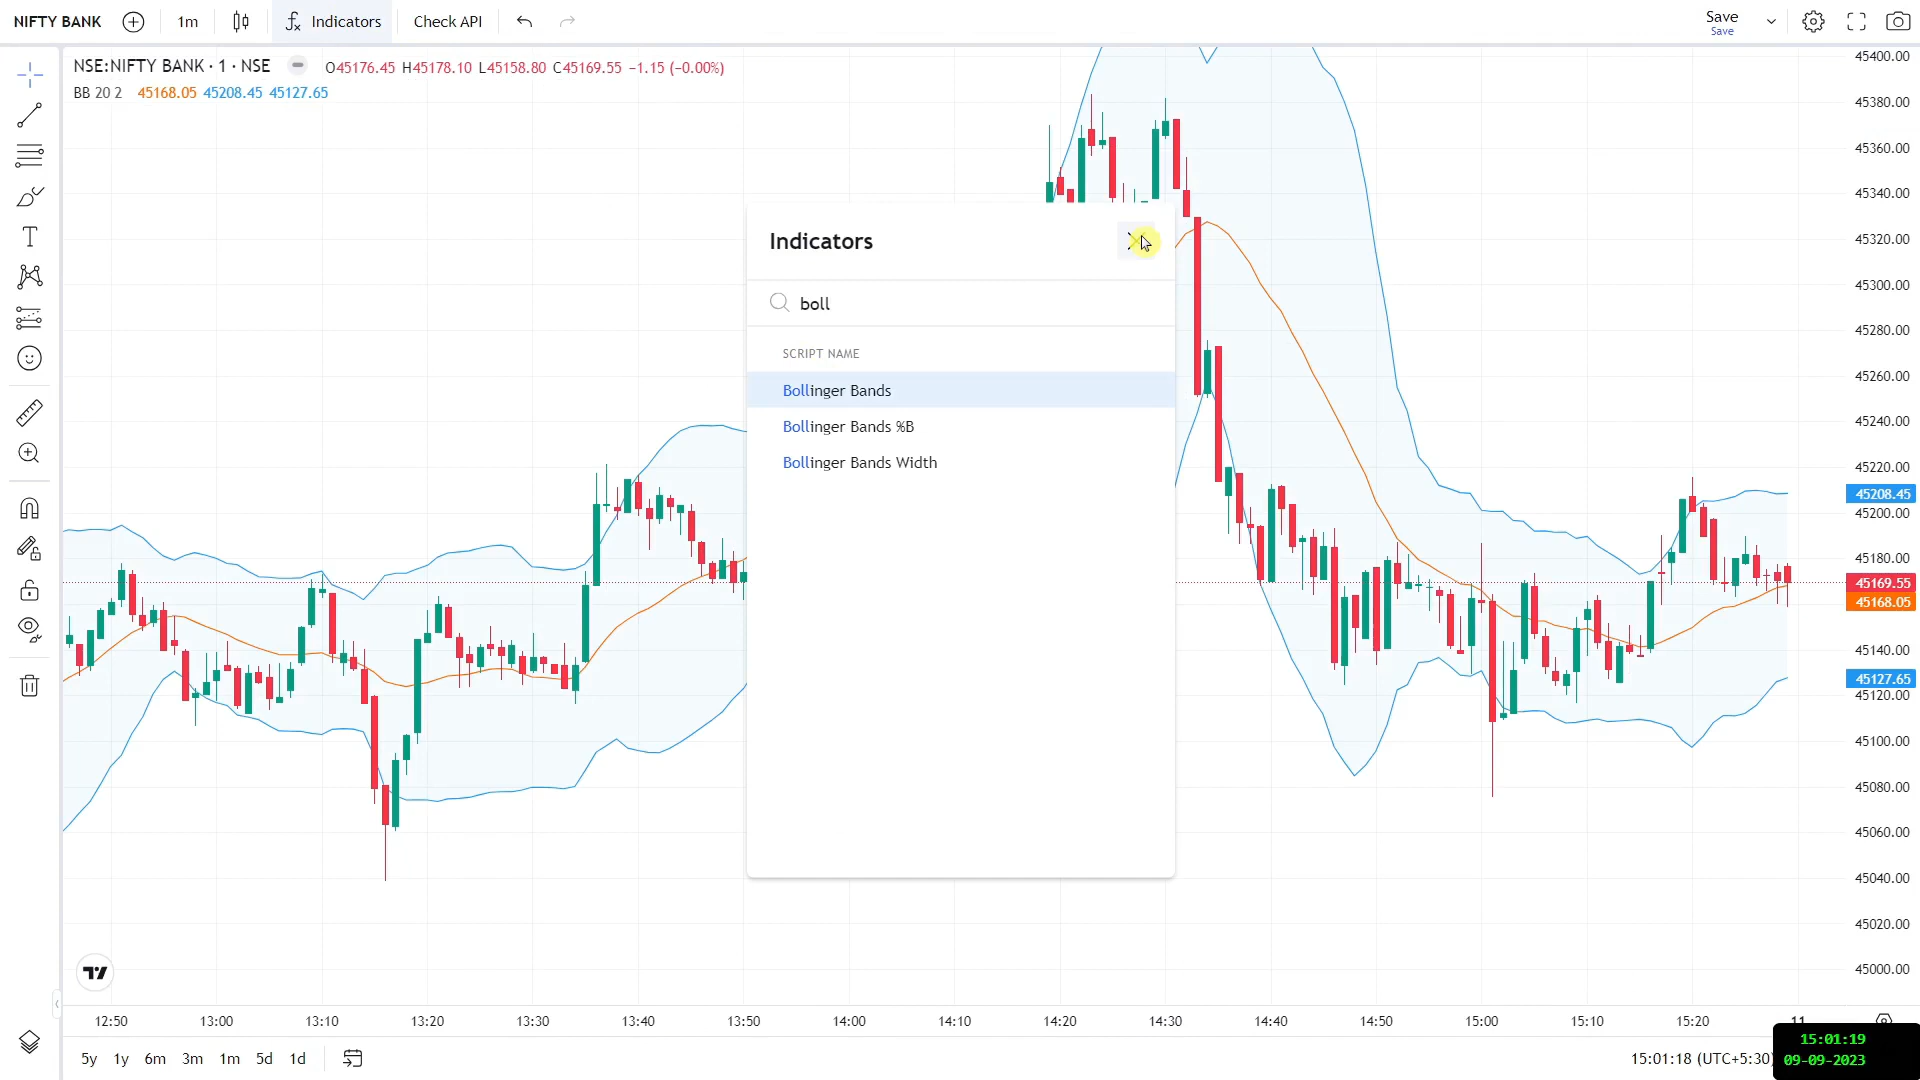 NIFTY BANK 1m Indicators Check API Save
Save
NSE:NIFTY BANK · 1 · NSE O45176.45 H45178.10 L45158.80 C45169.55 −1.15 (−0.00%)
BB 20 2 45168.05 45208.45 45127.65
Indicators
boll
SCRIPT NAME
Bollinger Bands
Bollinger Bands %B
Bollinger Bands Width
45400.00
45380.00
45360.00
45340.00
45320.00
45300.00
45280.00
45260.00
45240.00
45220.00
45208.45
45200.00
45180.00
45169.55
45168.05
45140.00
45127.65
45120.00
45100.00
45080.00
45060.00
45040.00
45020.00
45000.00
12:50 13:00 13:10 13:20 13:30 13:40 13:50 14:00 14:10 14:20 14:30 14:40 14:50 15:00 15:10 15:20 11
5y 1y 6m 3m 1m 5d 1d 15:01:18 (UTC+5:30)
15:01:19
09-09-2023